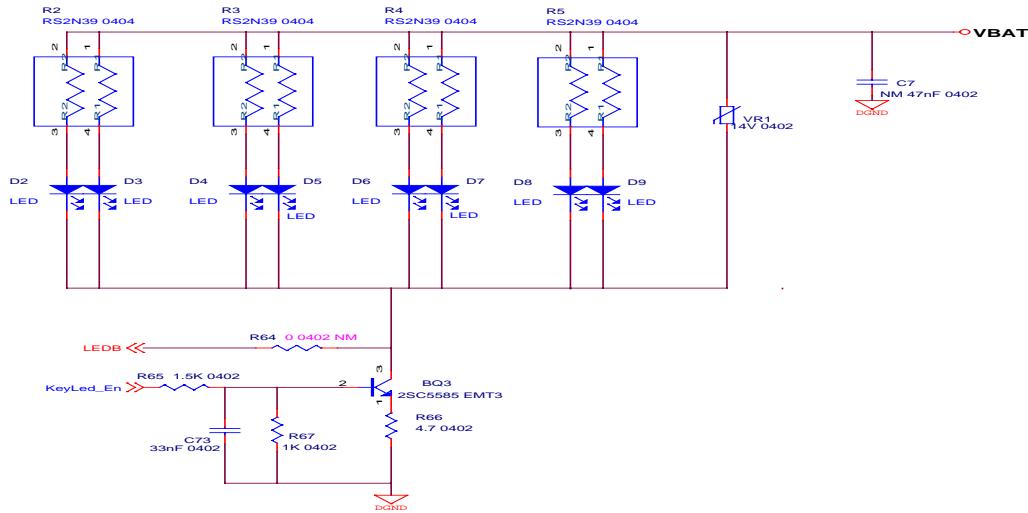 R2
RS2N39 0404
R3
RS2N39 0404
R4
RS2N39 0404
R5
RS2N39 0404
VBAT
2 1
2 1
2 1
2 1
R2 R1
R2 R1
R2 R1
R2 R1
R2 R1
R2 R1
R2 R1
R2 R1
3 4
3 4
3 4
3 4
C7
NM 47nF 0402
DGND
VR1
14V 0402
D2
LED
D3
LED
D4
LED
D5
LED
D6
LED
D7
LED
D8
LED
D9
LED
R64 0 0402 NM
LEDB
3
R65 1.5K 0402
KeyLed_En
2
BQ3
2SC5585 EMT3
1
R66
4.7 0402
C73
33nF 0402
R67
1K 0402
DGND